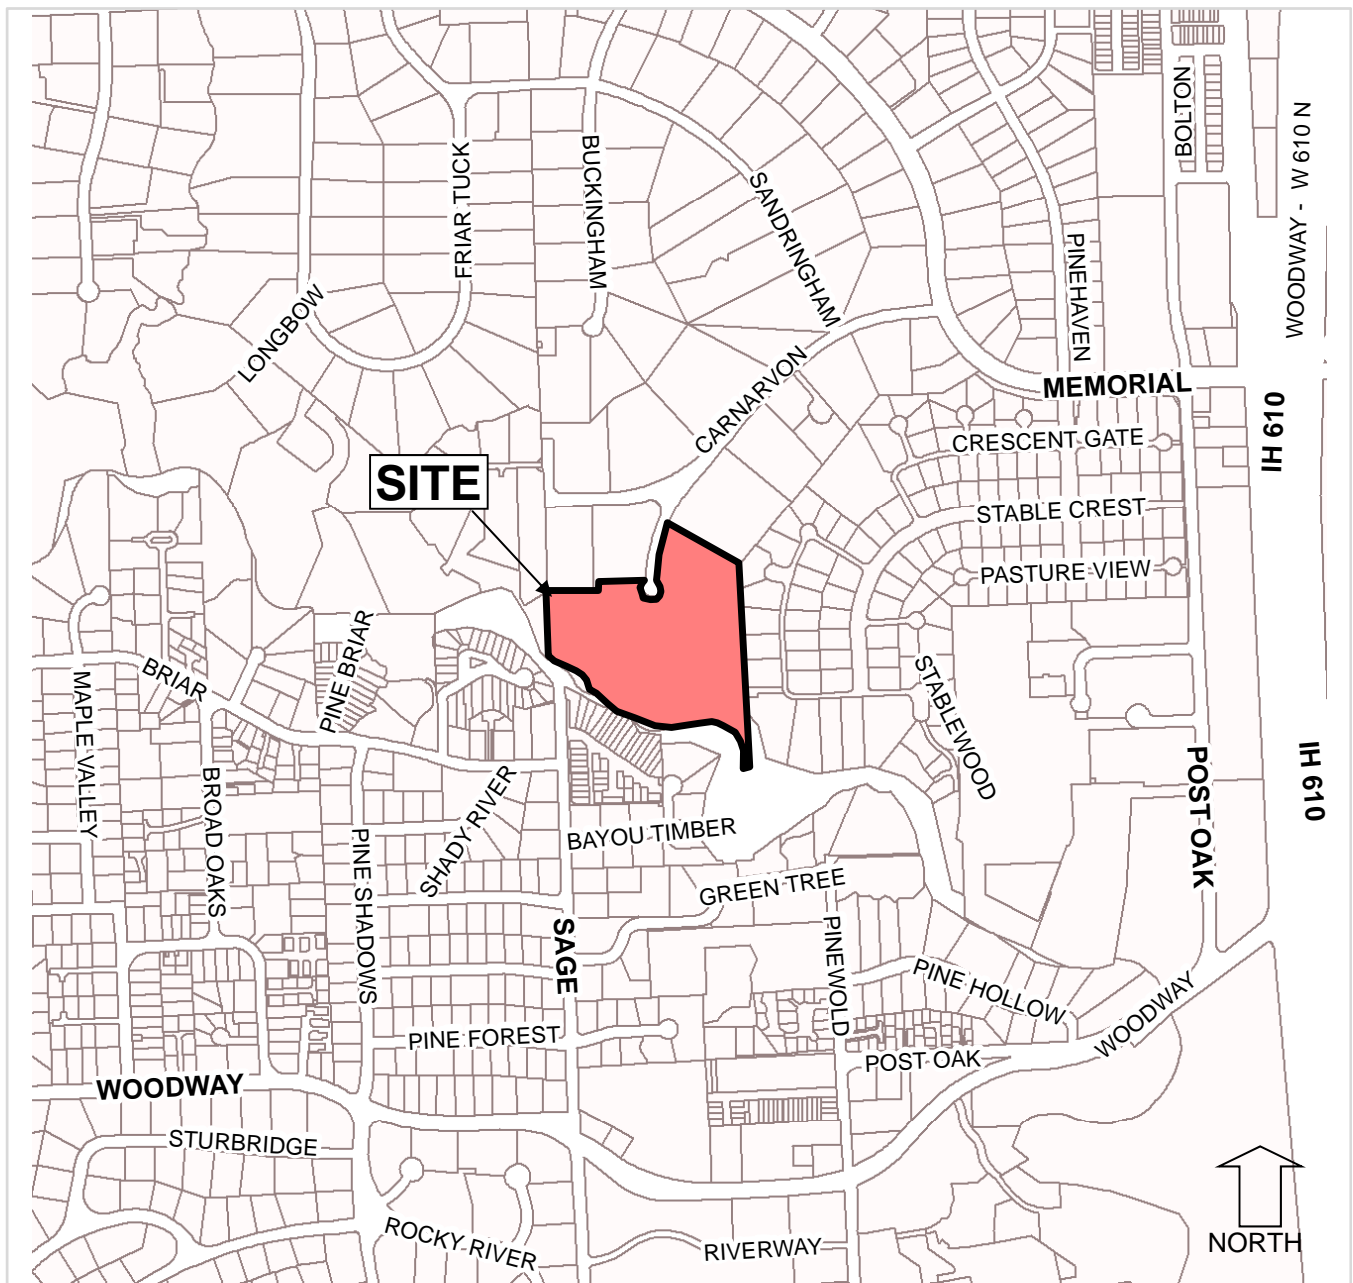 BOLTON
WOODWAY - W 610 N
FRIAR TUCK
BUCKINGHAM
SANDRINGHAM
PINEHAVEN
LONGBOW
CARNARVON
MEMORIAL
IH 610
CRESCENT GATE
SITE
STABLE CREST
PASTURE VIEW
PINE BRIAR
BRIAR
MAPLE VALLEY
STABLEWOOD
POST OAK
IH 610
BROAD OAKS
SHADY RIVER
PINE SHADOWS
BAYOU TIMBER
GREEN TREE
SAGE
PINEWOLD
PINE HOLLOW
WOODWAY
PINE FOREST
POST OAK
WOODWAY
STURBRIDGE
ROCKY RIVER
RIVERWAY
NORTH